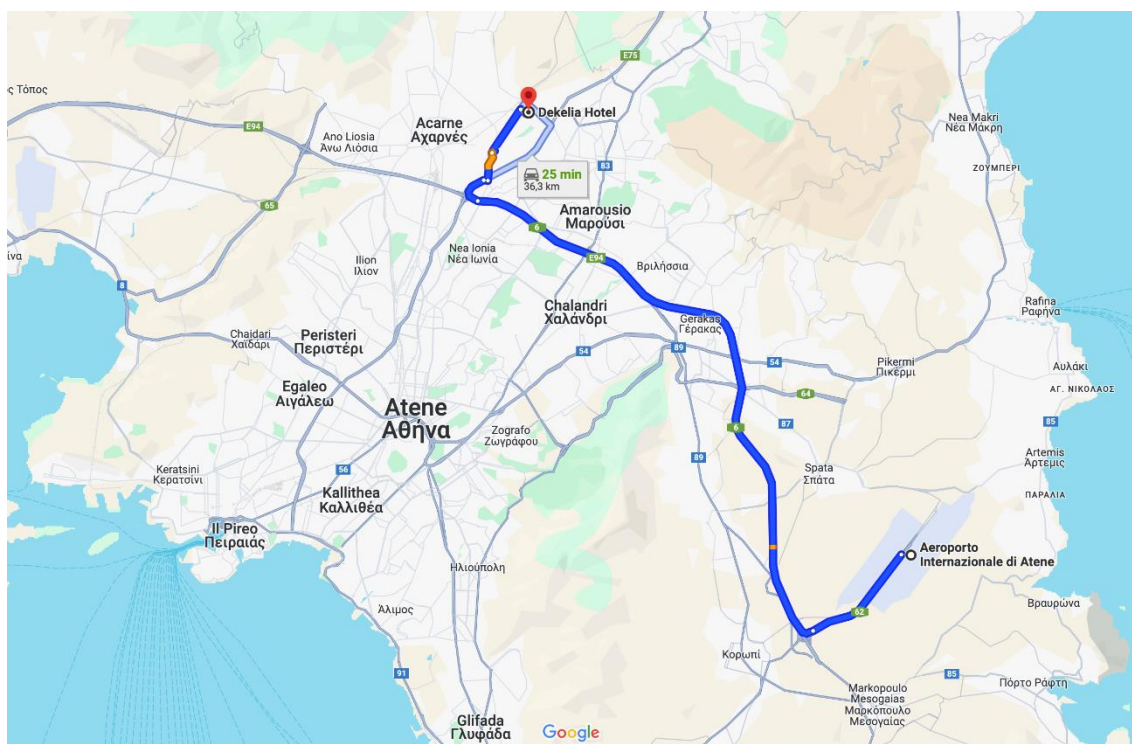 ς Τόπος
E75
Dekelia Hotel
Acarne
Αχαρνές
E94
Ano Liosia
Άνω Λιόσια
Nea Makri
Νέα Μάκρη
83
25 min
36,3 km
ΖΟΥΜΠΕΡΙ
65
Amarousio
Μαρούσι
6
Nea Ionia
Νέα Ιωνία
Ilion
Ίλιον
E94
Βριλήσσια
ίνα
8
Chalandri
Χαλάνδρι
Gerakas
Γέρακας
Rafina
Ραφήνα
Chaidari
Χαϊδάρι
Peristeri
Περιστέρι
89
54
54
Pikermi
Πικέρμι
Αυλάκι
ΑΓ. ΝΙΚΟΛΑΟΣ
Egaleo
Αιγάλεω
64
Atene
Αθήνα
Zografo
Ζωγράφου
6
87
85
89
Artemis
Άρτεμις
Keratsini
Κερατσίνι
56
Spata
Σπάτα
Kallithea
Καλλιθέα
ΠΑΡΑΛΙΑ
Il Pireo
Πειραιάς
Aeroporto
Internazionale di Atene
Ηλιούπολη
Άλιμος
62
Βραυρώνα
Κορωπί
91
85
Πόρτο Ράφτη
Markopoulo
Mesogaias
Μαρκόπουλο
Μεσογαίας
Glifada
Γλυφάδα
Google